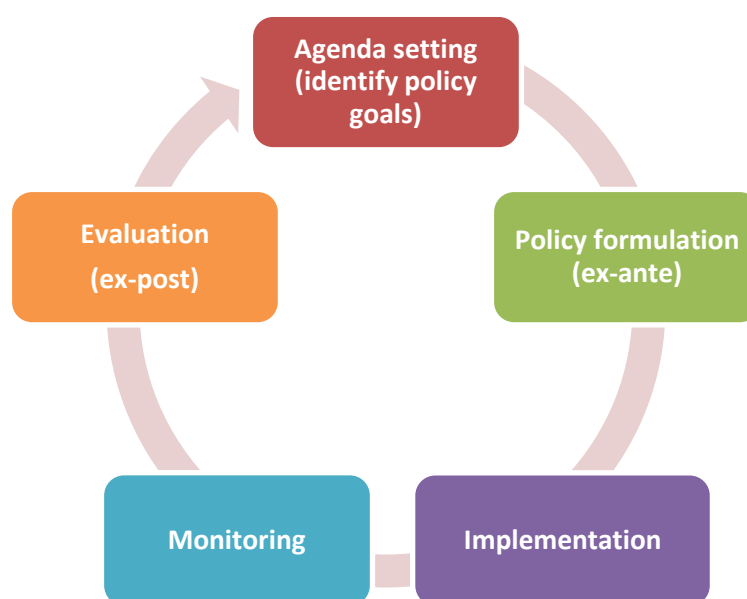 Agenda setting
(identify policy
goals)
Policy formulation
(ex-ante)
Implementation
Monitoring
Evaluation
(ex-post)